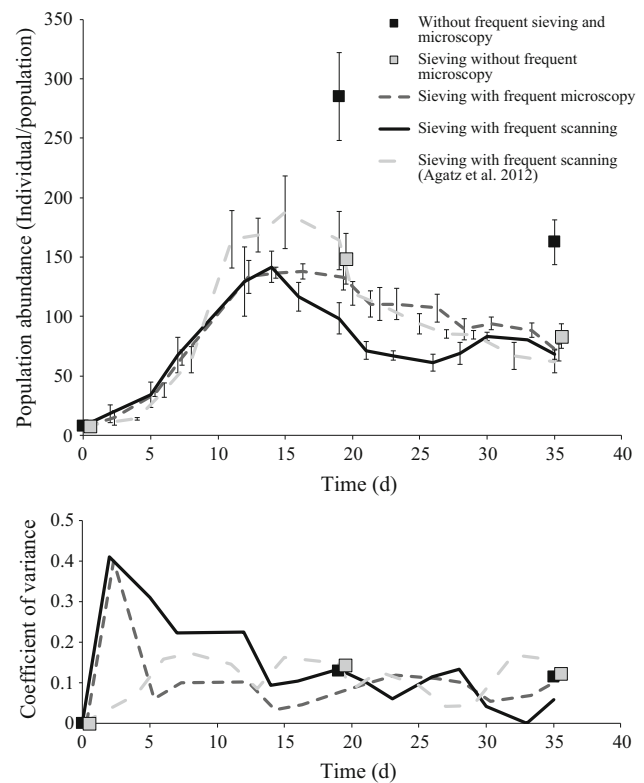 Population abundance (Individual/population)
350
300
250
200
150
100
50
0
Without frequent sieving and
microscopy
Sieving without frequent
microscopy
Sieving with frequent microscopy
Sieving with frequent scanning
Sieving with frequent scanning
(Agatz et al. 2012)
0 5 10 15 20 25 30 35 40
Time (d)
Coefficient of variance
0.5
0.4
0.3
0.2
0.1
0
0 5 10 15 20 25 30 35 40
Time (d)